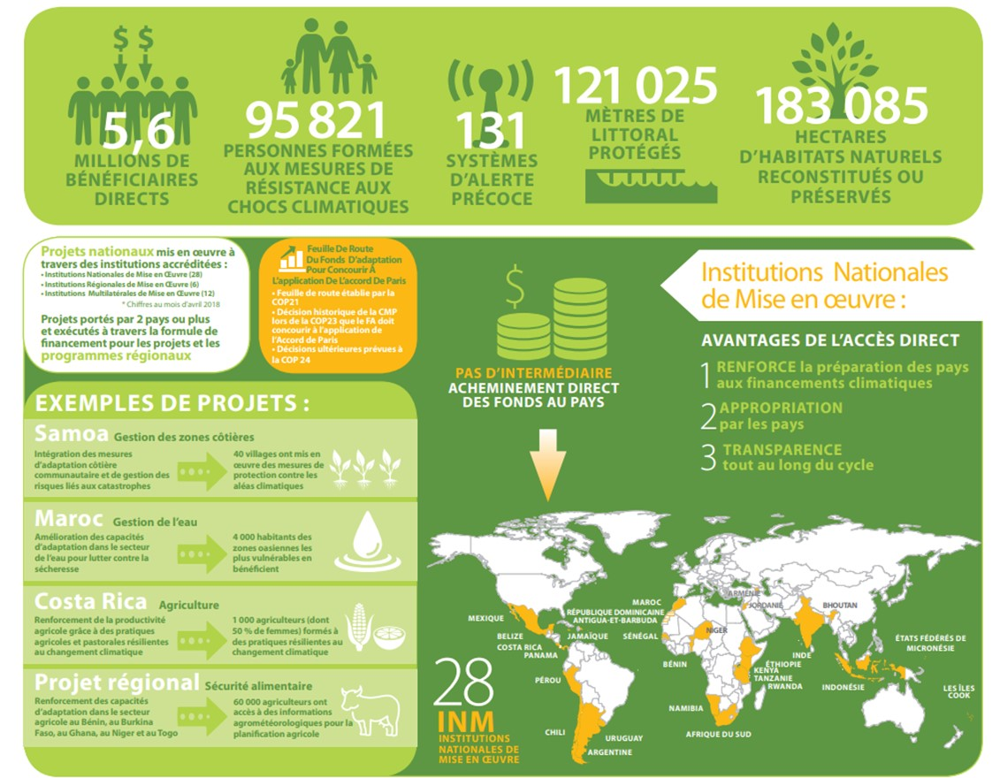 5,6
MILLIONS DE
BÉNÉFICIAIRES
DIRECTS
95 821
PERSONNES FORMÉES
AUX MESURES DE
RÉSISTANCE AUX
CHOCS CLIMATIQUES
131
SYSTÈMES
D'ALERTE
PRÉCOCE
121 025
MÈTRES DE
LITTORAL
PROTÉGÉS
183 085
HECTARES
D'HABITATS NATURELS
RECONSTITUÉS OU
PRÉSERVÉS
Projets nationaux mis en œuvre à
travers des institutions accréditées :
• Institutions Nationales de Mise en Œuvre (28)
• Institutions Régionales de Mise en Œuvre (6)
• Institutions Multilatérales de Mise en Œuvre (12)
* Chiffres au mois d'avril 2018
Projets portés par 2 pays ou plus
et exécutés à travers la formule de
financement pour les projets et les
programmes régionaux
Feuille De Route
Du Fonds D'adaptation
Pour Concourir À
L'application De L'accord De Paris
• Feuille de route établie par la
COP21
• Décision historique de la CMP
lors de la COP23 que le FA doit
concourir à l'application de
l'Accord de Paris
• Décisions ultérieures prévues à
la COP 24
EXEMPLES DE PROJETS :
Samoa Gestion des zones côtières
Intégration des mesures
d'adaptation côtière
communautaire et de gestion des
risques liés aux catastrophes
40 villages ont mis en
œuvre des mesures de
protection contre les
aléas climatiques
Maroc Gestion de l'eau
Amélioration des capacités
d'adaptation dans le secteur
de l'eau pour lutter contre la
sécheresse
4 000 habitants des
zones oasiennes les
plus vulnérables en
bénéficient
Costa Rica Agriculture
Renforcement de la productivité
agricole grâce à des pratiques
agricoles et pastorales résilientes
au changement climatique
1 000 agriculteurs (dont
50 % de femmes) formés à
des pratiques résilientes au
changement climatique
Projet régional Sécurité alimentaire
Renforcement des capacités
d'adaptation dans le secteur
agricole au Bénin, au Burkina
Faso, au Ghana, au Niger et au Togo
60 000 agriculteurs ont
accès à des informations
agrométéorologiques pour la
planification agricole
$
PAS D'INTERMÉDIAIRE
ACHEMINEMENT DIRECT
DES FONDS AU PAYS
Institutions Nationales
de Mise en œuvre :
AVANTAGES DE L'ACCÈS DIRECT
1 RENFORCE la préparation des pays
aux financements climatiques
2 APPROPRIATION
par les pays
3 TRANSPARENCE
tout au long du cycle
28
INM
INSTITUTIONS
NATIONALES DE
MISE EN ŒUVRE
MEXIQUE
BELIZE
COSTA RICA
PANAMA
PÉROU
CHILI
MAROC
RÉPUBLIQUE DOMINICAINE
ANTIGUA-ET-BARBUDA
JAMAÏQUE
SÉNÉGAL
URUGUAY
ARGENTINE
BÉNIN
NIGER
ARMÉNIE
JORDANIE
BHOUTAN
INDE
ÉTHIOPIE
KENYA
TANZANIE
RWANDA
NAMIBIA
AFRIQUE DU SUD
INDONÉSIE
ÉTATS FÉDÉRÉS DE
MICRONÉSIE
LES ÎLES
COOK